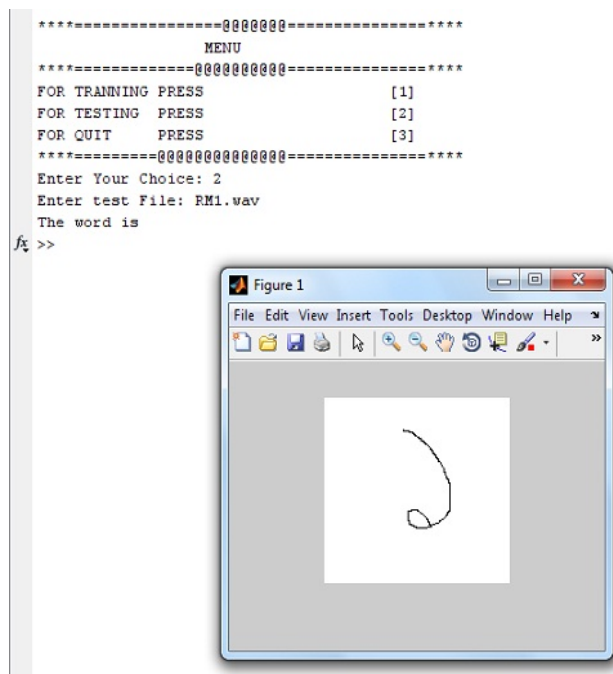 ****================@@@@@@@===============****
MENU
****=============@@@@@@@@@@===============****
FOR TRANNING PRESS [1]
FOR TESTING PRESS [2]
FOR QUIT PRESS [3]
****=========@@@@@@@@@@@@@@===============****
Enter Your Choice: 2
Enter test File: RM1.wav
The word is
fx >>
Figure 1
File Edit View Insert Tools Desktop Window Help
১